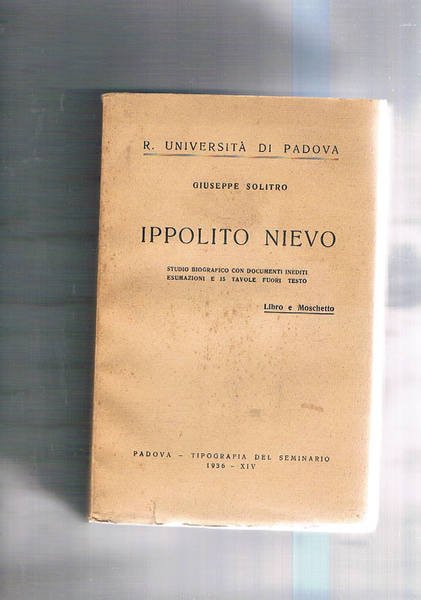 R. UNIVERSITÀ DI PADOVA
GIUSEPPE SOLITRO
IPPOLITO NIEVO
STUDIO BIOGRAFICO CON DOCUMENTI INEDITI
ESUMAZIONI E 15 TAVOLE FUORI TESTO
Libro e Moschetto
PADOVA - TIPOGRAFIA DEL SEMINARIO
1936 - XIV